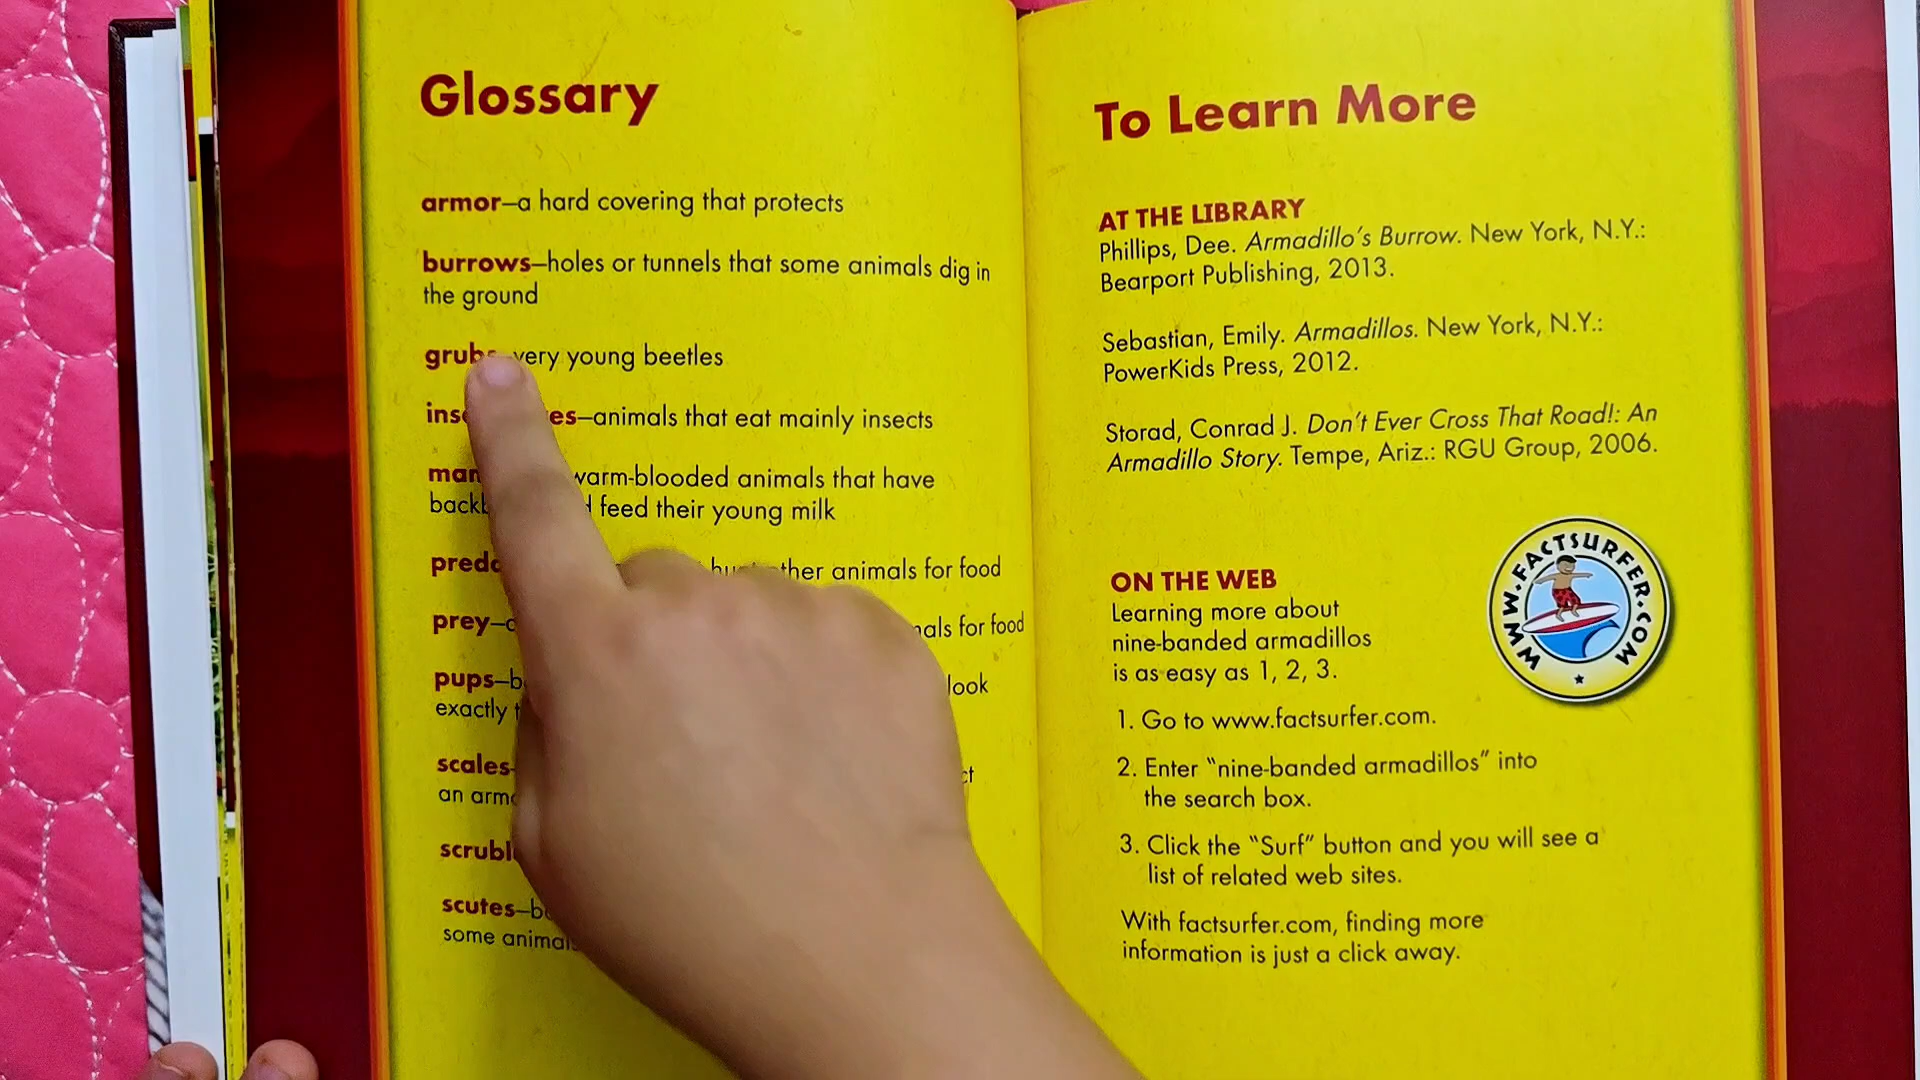 Glossary
armor—a hard covering that protects
burrows—holes or tunnels that some animals dig in
the ground
grubs very young beetles
animals that eat mainly insects
warm-blooded animals that have
feed their young milk
other animals for food
prey—
for food
pups—
look
exactly
scales—
an
scutes—
some
To Learn More
AT THE LIBRARY
Phillips, Dee. Armadillo's Burrow. New York, N.Y.:
Bearport Publishing, 2013.
Sebastian, Emily. Armadillos. New York, N.Y.:
PowerKids Press, 2012.
Storad, Conrad J. Don't Ever Cross That Road!: An
Armadillo Story. Tempe, Ariz.: RGU Group, 2006.
ON THE WEB
Learning more about
nine-banded armadillos
is as easy as 1, 2, 3.
WWW.FACTSURFER.COM
1. Go to www.factsurfer.com.
2. Enter "nine-banded armadillos" into
the search box.
3. Click the "Surf" button and you will see a
list of related web sites.
With factsurfer.com, finding more
information is just a click away.